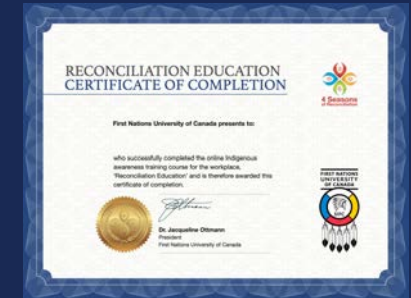 RECONCILIATION EDUCATION
CERTIFICATE OF COMPLETION
4 Seasons
of Reconciliation
First Nations University of Canada presents to:
who successfully completed the online Indigenous
awareness training course for the workplace,
'Reconciliation Education' and is therefore awarded this
certificate of completion.
FIRST NATIONS
UNIVERSITY
OF CANADA
Dr. Jacqueline Ottmann
President
First Nations University of Canada